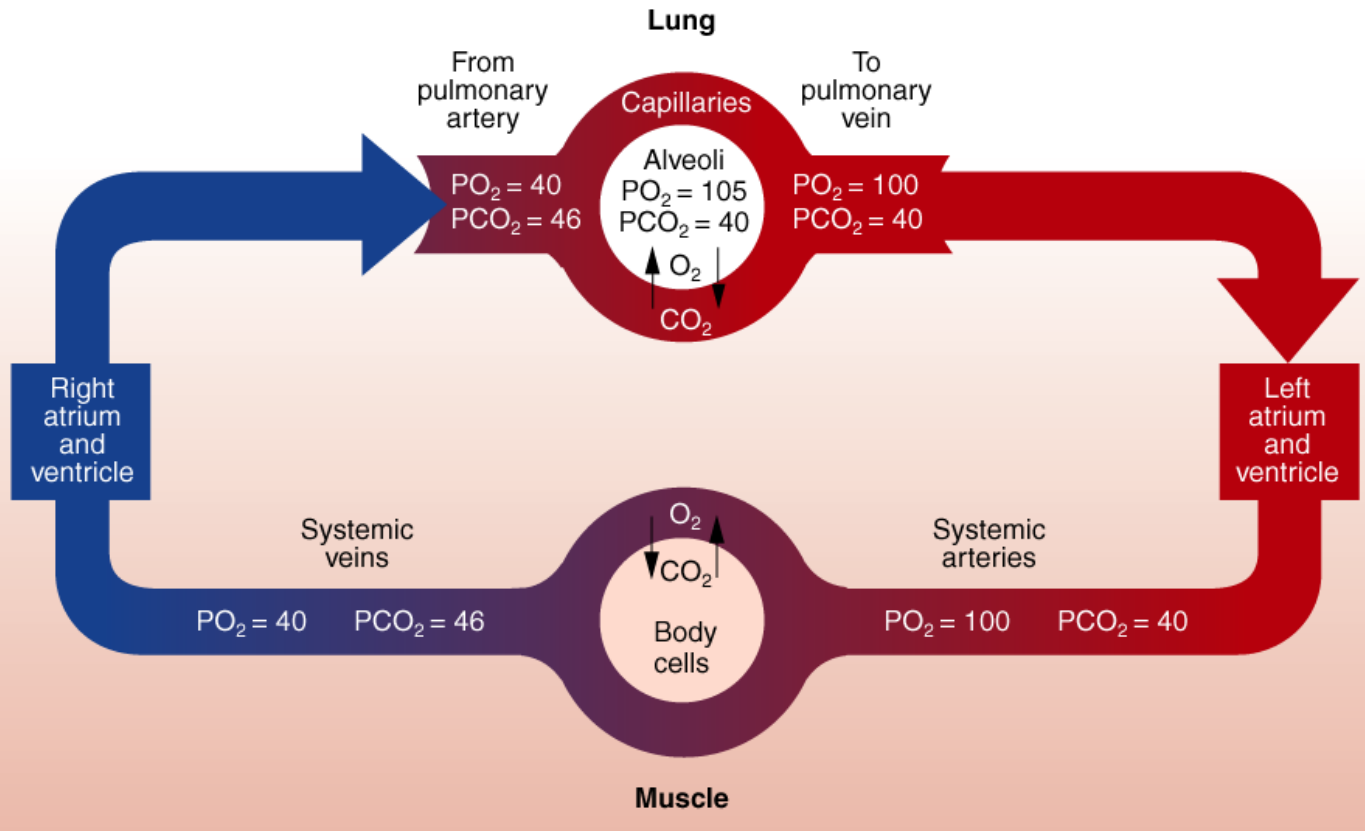 Lung
From
pulmonary
artery
To
pulmonary
vein
Capillaries
Alveoli
PO₂ = 105
PCO₂ = 40
O₂
CO₂
PO₂ = 40
PCO₂ = 46
PO₂ = 100
PCO₂ = 40
Right
atrium
and
ventricle
Left
atrium
and
ventricle
Systemic
veins
PO₂ = 40 PCO₂ = 46
O₂
CO₂
Body
cells
Systemic
arteries
PO₂ = 100 PCO₂ = 40
Muscle